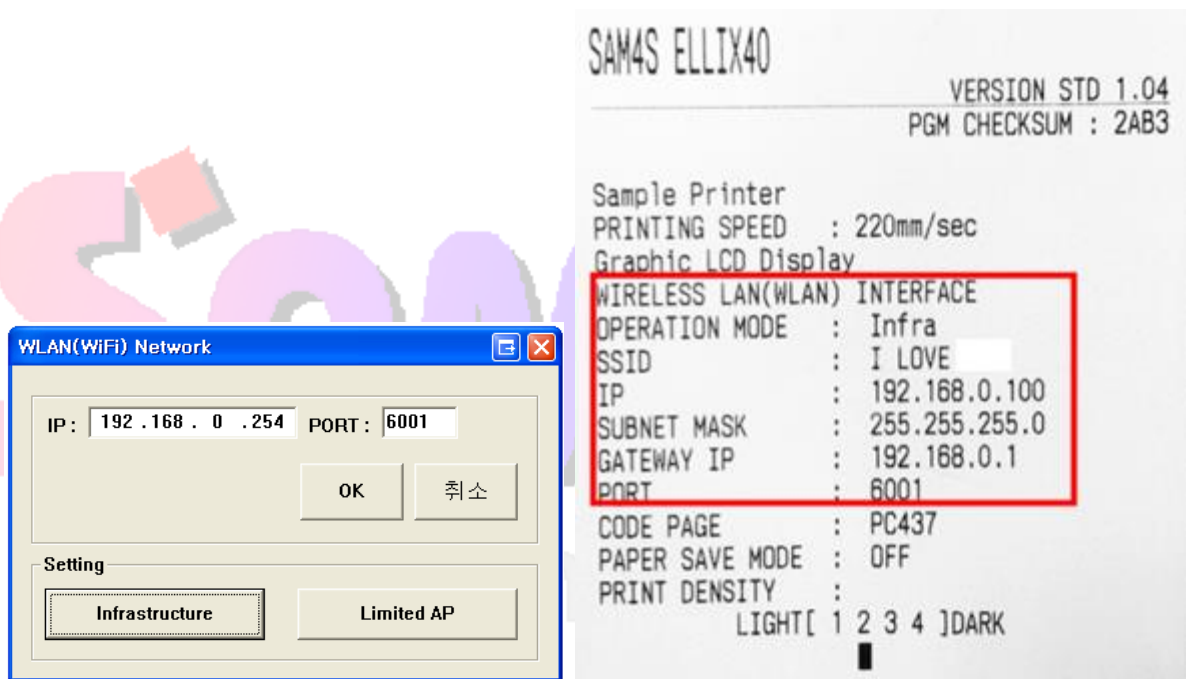 WLAN(WiFi) Network
IP : 192 .168 . 0 .254 PORT : 6001
OK 취소
Setting
Infrastructure Limited AP
SAM4S ELLIX40
VERSION STD 1.04
PGM CHECKSUM : 2AB3
Sample Printer
PRINTING SPEED : 220mm/sec
Graphic LCD Display
WIRELESS LAN(WLAN) INTERFACE
OPERATION MODE : Infra
SSID : I LOVE
IP : 192.168.0.100
SUBNET MASK : 255.255.255.0
GATEWAY IP : 192.168.0.1
PORT : 6001
CODE PAGE : PC437
PAPER SAVE MODE : OFF
PRINT DENSITY :
LIGHT[ 1 2 3 4 ]DARK